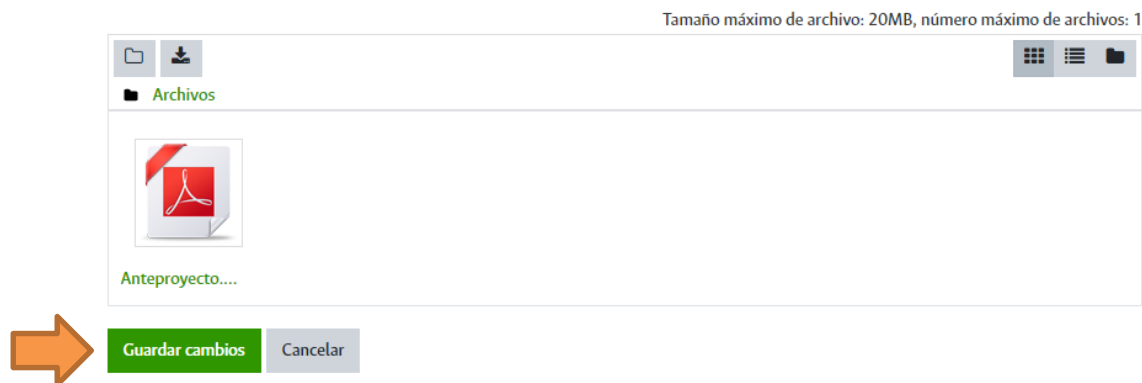 Tamaño máximo de archivo: 20MB, número máximo de archivos: 1
Archivos
Anteproyecto....
Guardar cambios Cancelar